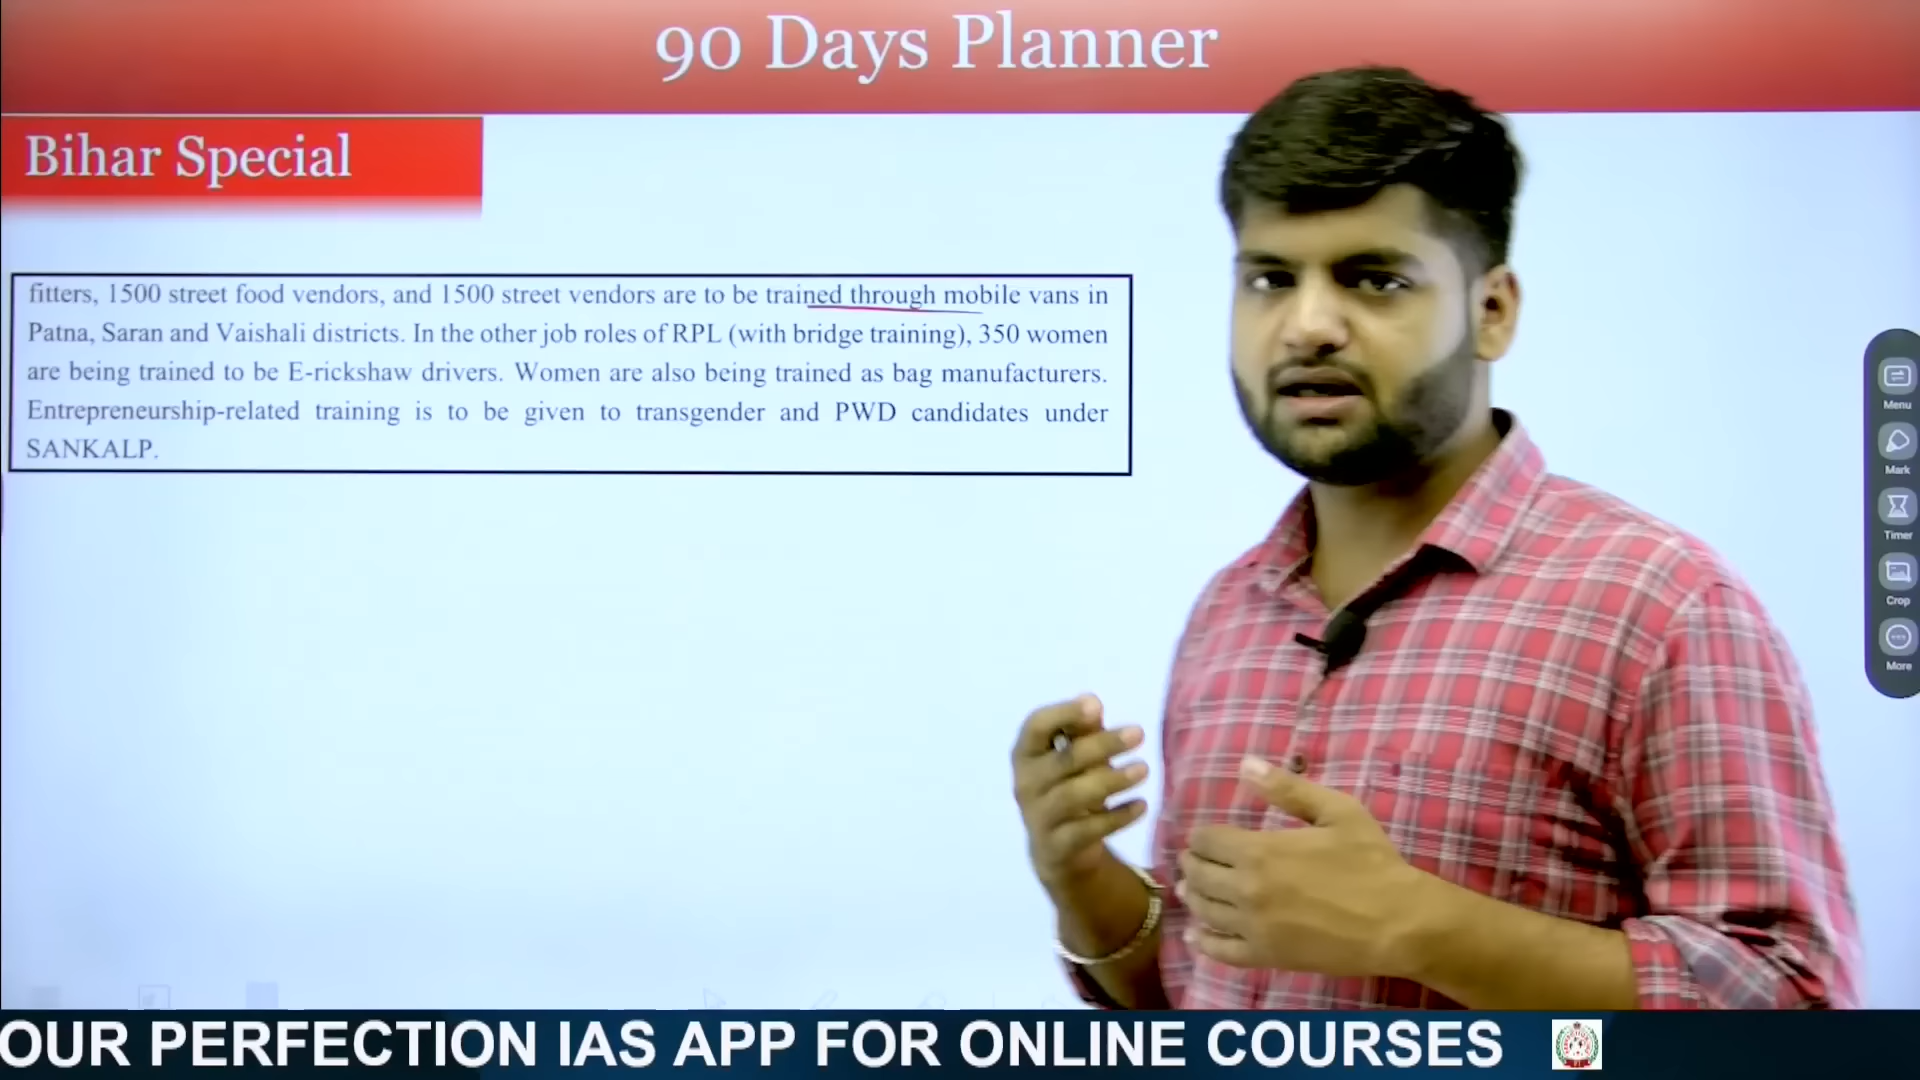 90 Days Planner
Bihar Special
fitters, 1500 street food vendors, and 1500 street vendors are to be trained through mobile vans in
Patna, Saran and Vaishali districts. In the other job roles of RPL (with bridge training), 350 women
are being trained to be E-rickshaw drivers. Women are also being trained as bag manufacturers.
Entrepreneurship-related training is to be given to transgender and PWD candidates under
SANKALP.
Menu
Mark
Timer
Crop
More
OUR PERFECTION IAS APP FOR ONLINE COURSES